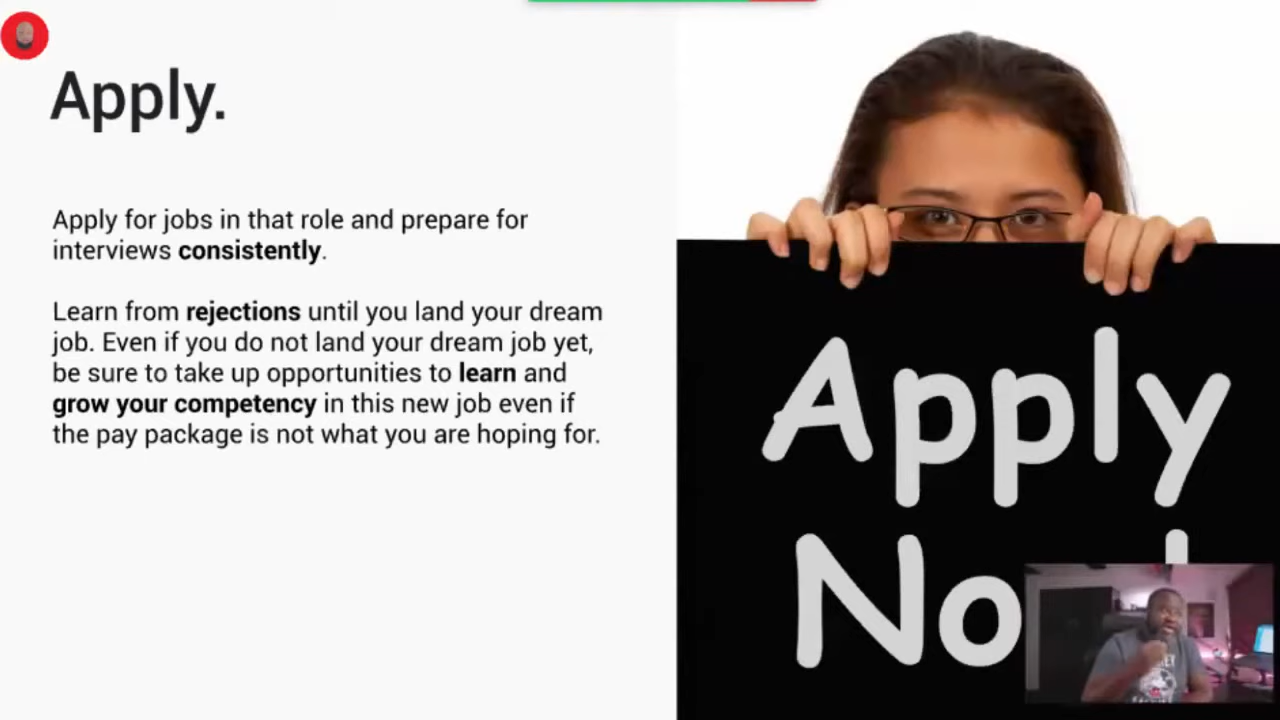 Apply.
Apply for jobs in that role and prepare for
interviews consistently.
Learn from rejections until you land your dream
job. Even if you do not land your dream job yet,
be sure to take up opportunities to learn and
grow your competency in this new job even if
the pay package is not what you are hoping for.
Apply
No